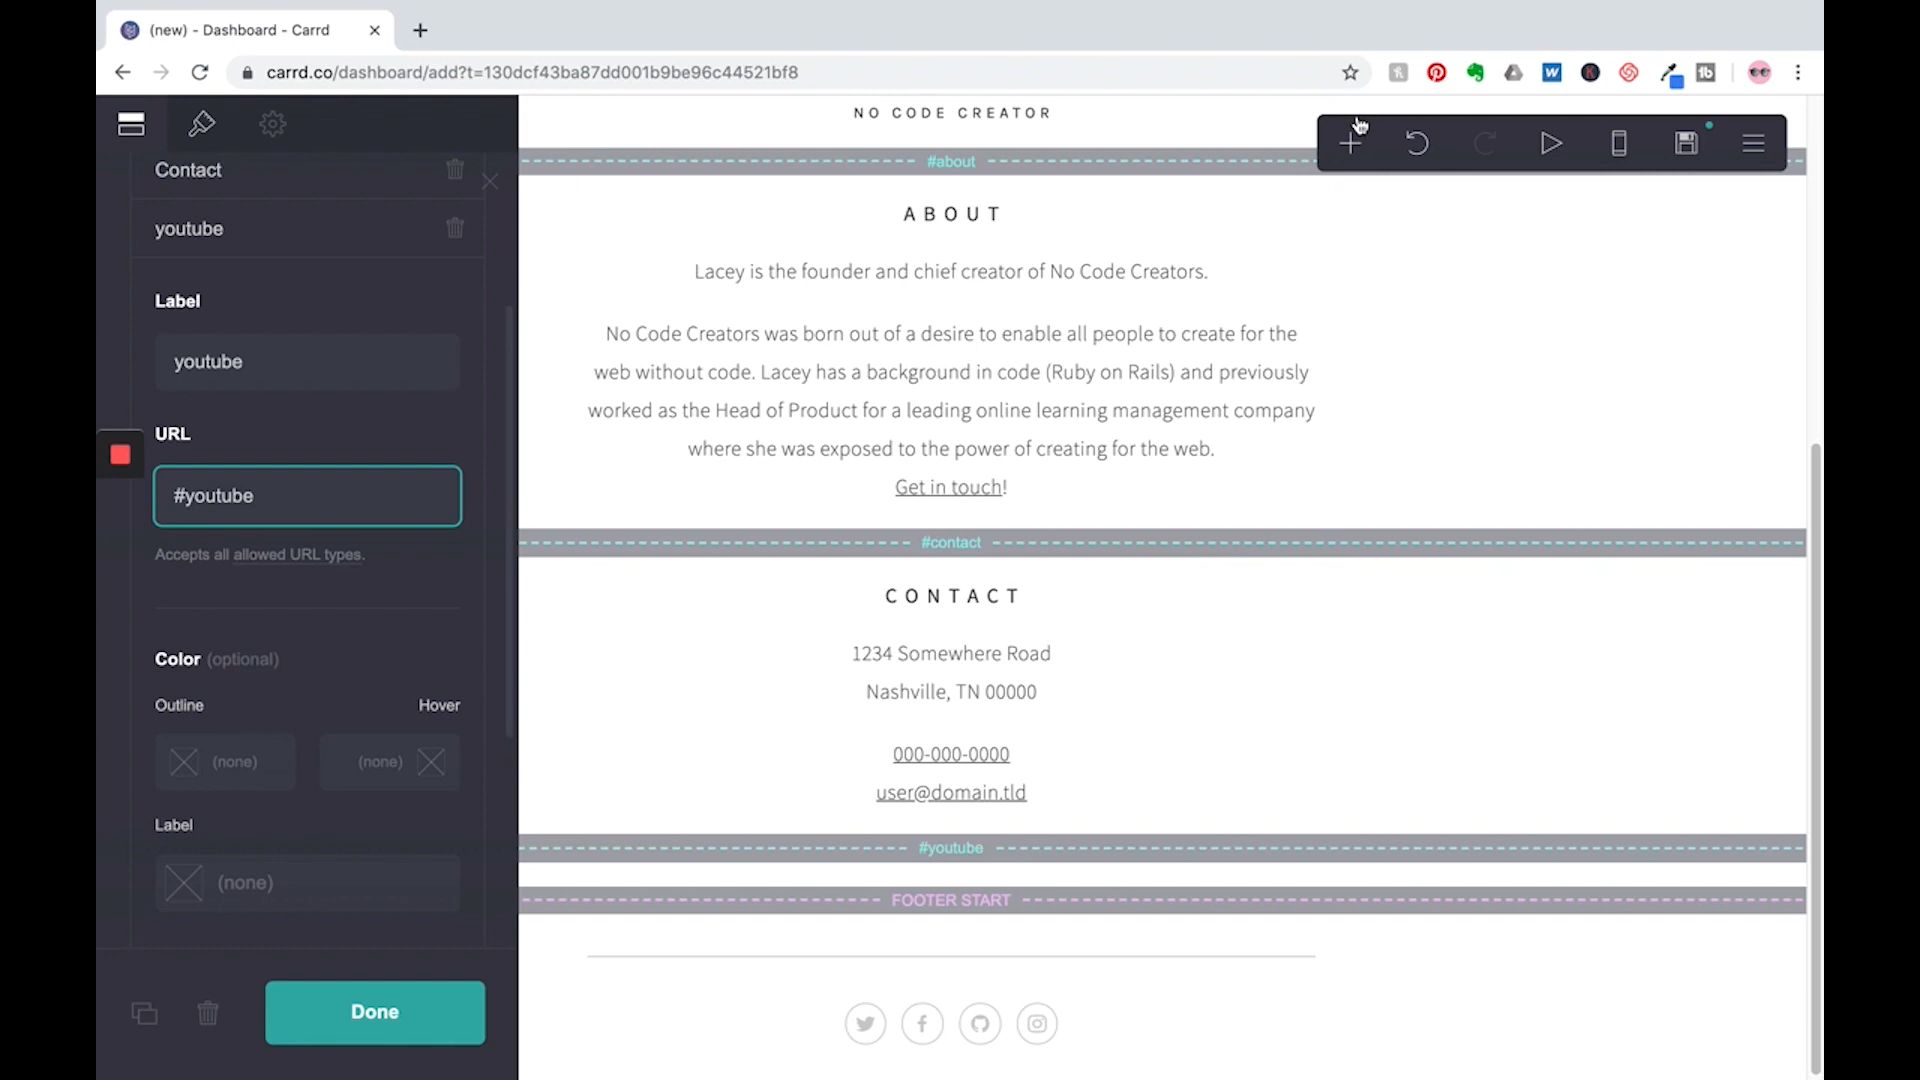 (new) - Dashboard - Carrd
carrd.co/dashboard/add?t=130dcf43ba87dd001b9be96c44521bf8
Contact
youtube
Label
youtube
URL
#youtube
Accepts all allowed URL types.
Color (optional)
Outline
Hover
(none)
(none)
Label
(none)
Done
NO CODE CREATOR
#about
ABOUT
Lacey is the founder and chief creator of No Code Creators.
No Code Creators was born out of a desire to enable all people to create for the
web without code. Lacey has a background in code (Ruby on Rails) and previously
worked as the Head of Product for a leading online learning management company
where she was exposed to the power of creating for the web.
Get in touch!
#contact
CONTACT
1234 Somewhere Road
Nashville, TN 00000
000-000-0000
user@domain.tld
#youtube
FOOTER START